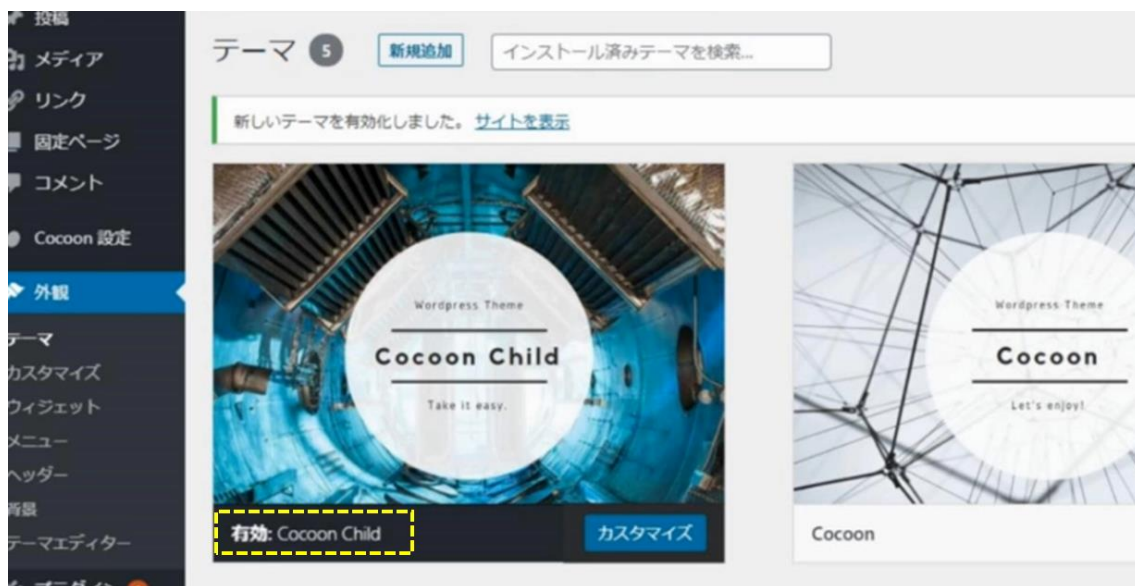 投稿
メディア
リンク
固定ページ
コメント
Cocoon 設定
外観
テーマ
カスタマイズ
ウィジェット
メニュー
ヘッダー
背景
テーマエディター
テーマ 5 新規追加 インストール済みテーマを検索...
新しいテーマを有効化しました。 サイトを表示
Wordpress Theme
Cocoon Child
Take it easy.
有効: Cocoon Child カスタマイズ
Wordpress Theme
Cocoon
Let's enjoy!
Cocoon